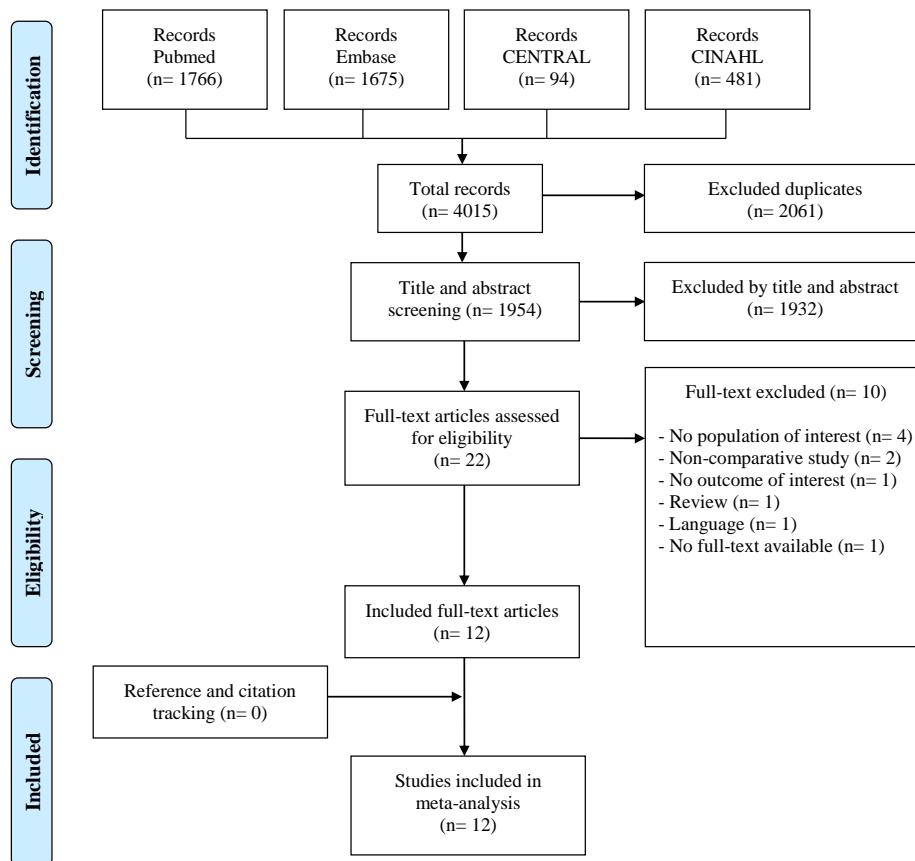 Identification
Records
Pubmed
(n= 1766)
Records
Embase
(n= 1675)
Records
CENTRAL
(n= 94)
Records
CINAHL
(n= 481)
Total records
(n= 4015)
Excluded duplicates
(n= 2061)
Screening
Title and abstract
screening (n= 1954)
Excluded by title and abstract
(n= 1932)
Full-text articles assessed
for eligibility
(n= 22)
Full-text excluded (n= 10)
- No population of interest (n= 4)
- Non-comparative study (n= 2)
- No outcome of interest (n= 1)
- Review (n= 1)
- Language (n= 1)
- No full-text available (n= 1)
Eligibility
Included full-text articles
(n= 12)
Included
Reference and citation
tracking (n= 0)
Studies included in
meta-analysis
(n= 12)